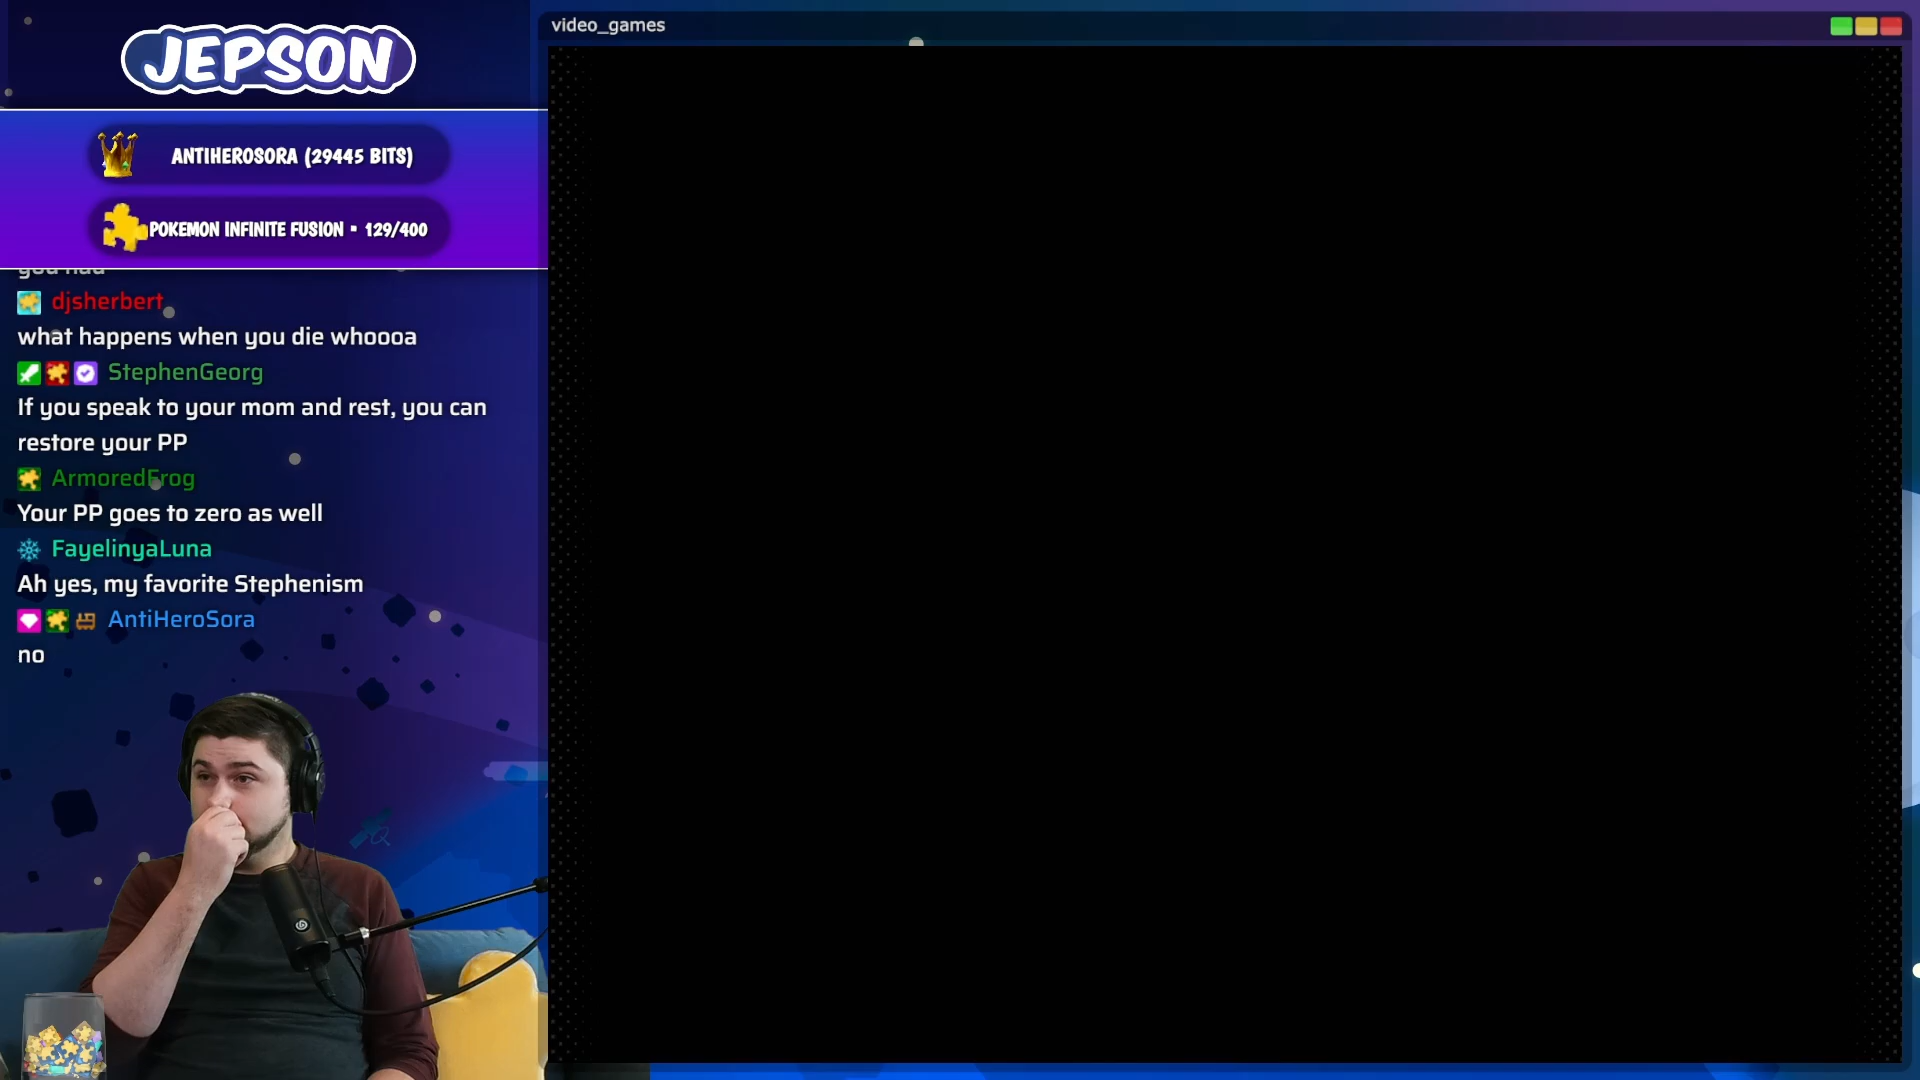 video_games
JEPSON
ANTIHEROSORA (29445 BITS)
POKEMON INFINITE FUSION • 129/400
you had
djsherbert
what happens when you die whoooa
StephenGeorg
If you speak to your mom and rest, you can
restore your PP
ArmoredFrog
Your PP goes to zero as well
FayelinyaLuna
Ah yes, my favorite Stephenism
AntiHeroSora
no